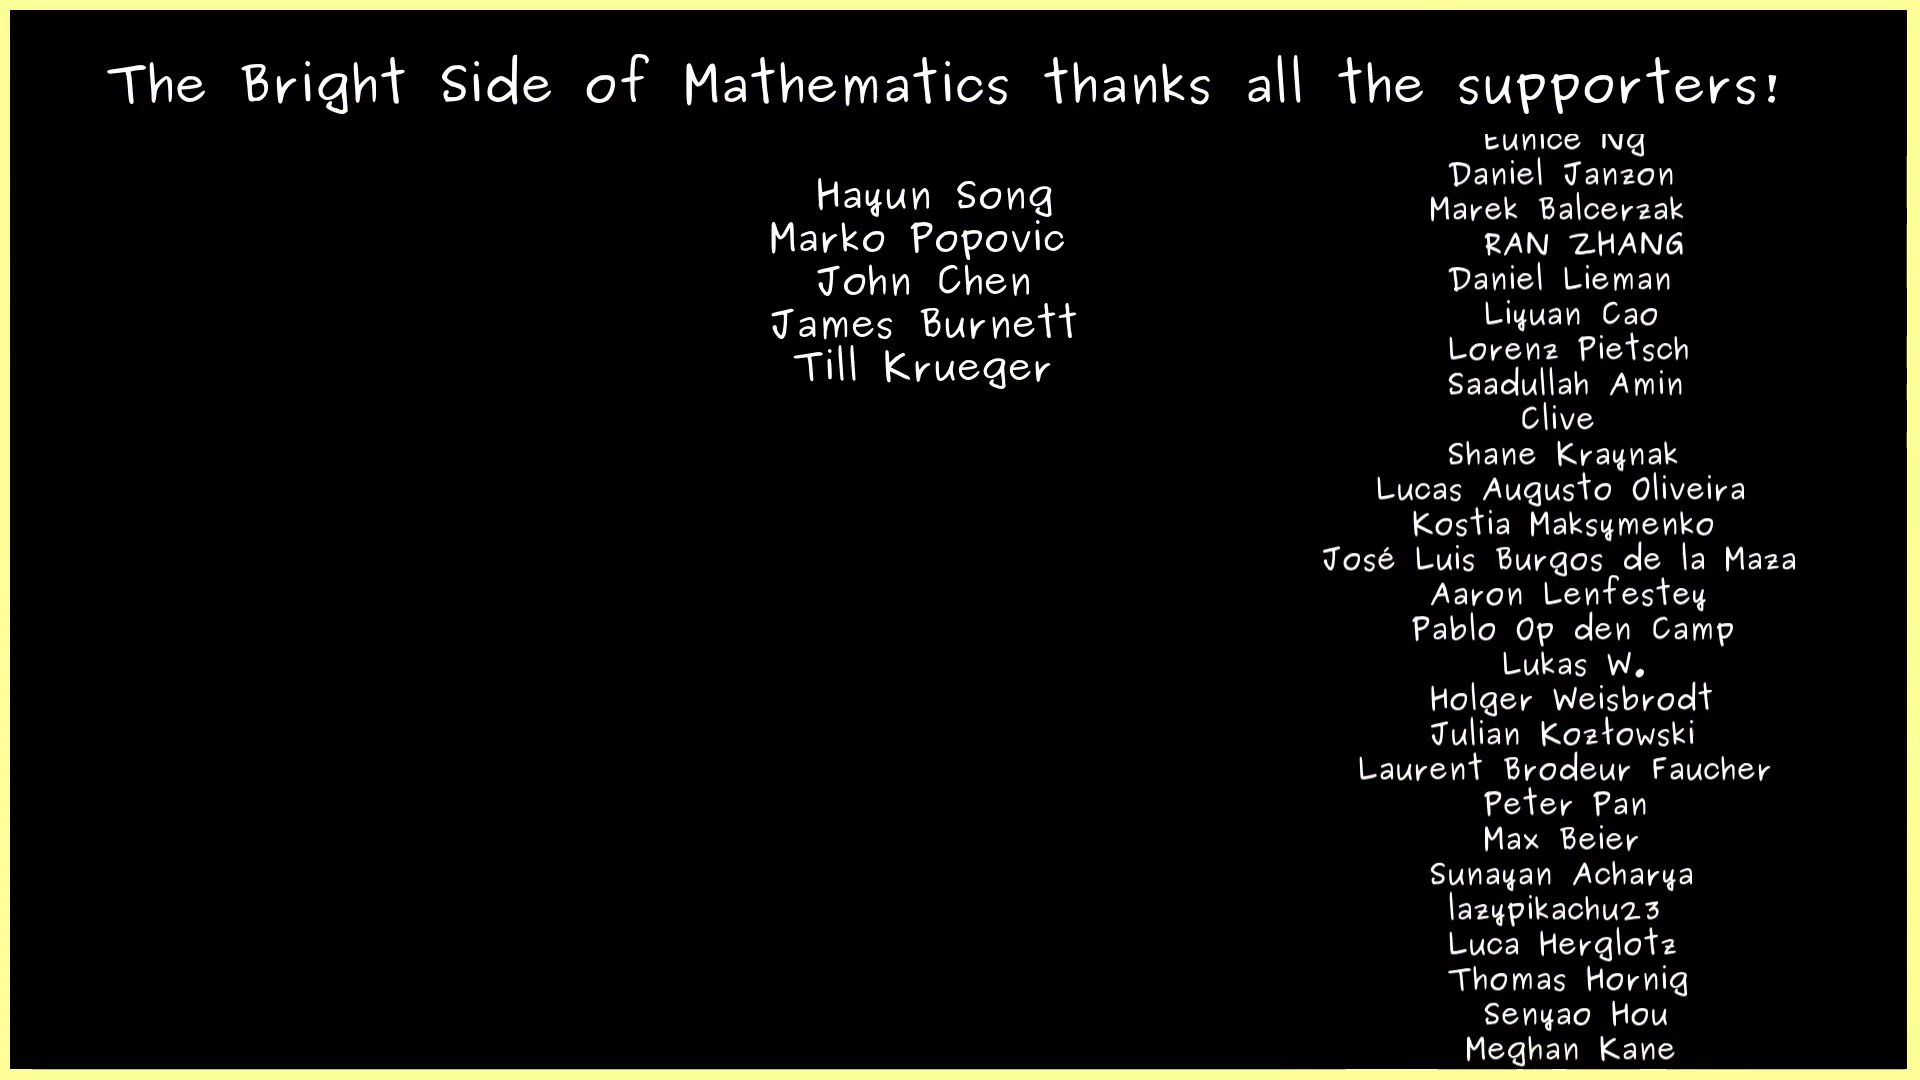 The Bright Side of Mathematics thanks all the supporters!
Hayun Song
Marko Popovic
John Chen
James Burnett
Till Krueger
Eunice Ng
Daniel Janzon
Marek Balcerzak
RAN ZHANG
Daniel Lieman
Liyuan Cao
Lorenz Pietsch
Saadullah Amin
Clive
Shane Kraynak
Lucas Augusto Oliveira
Kostia Maksymenko
José Luis Burgos de la Maza
Aaron Lenfestey
Pablo Op den Camp
Lukas W.
Holger Weisbrodt
Julian Kozłowski
Laurent Brodeur Faucher
Peter Pan
Max Beier
Sunayan Acharya
lazypikachu23
Luca Herglotz
Thomas Hornig
Senyao Hou
Meghan Kane